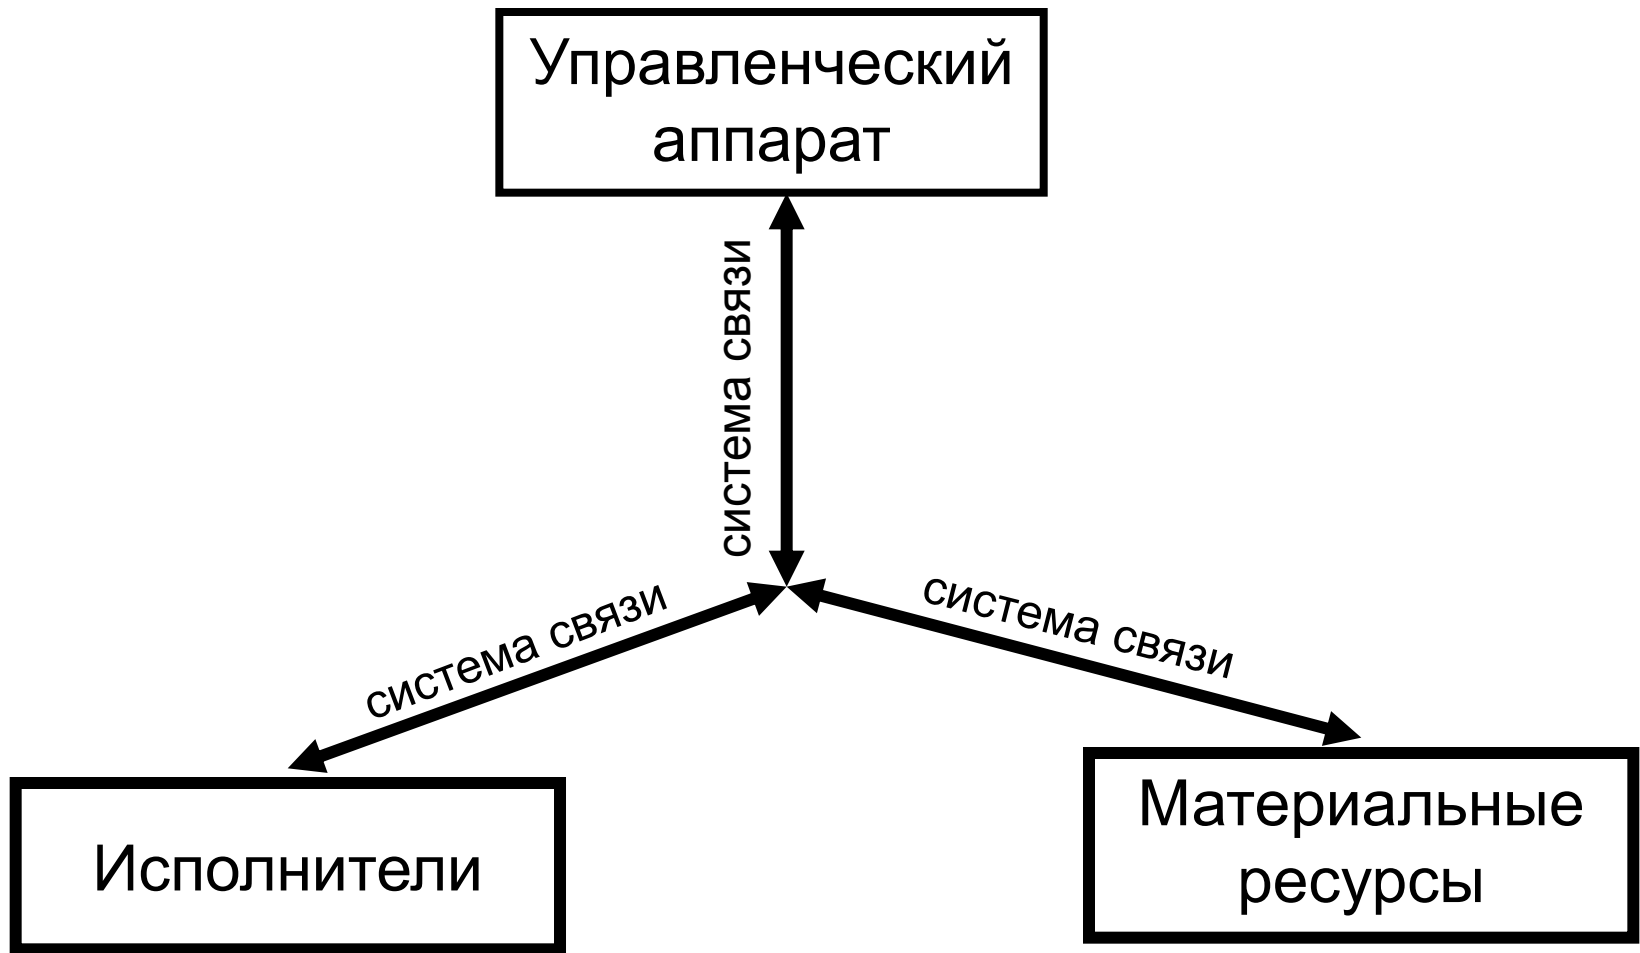 Управленческий
аппарат
система связи
система связи
система связи
Исполнители
Материальные
ресурсы